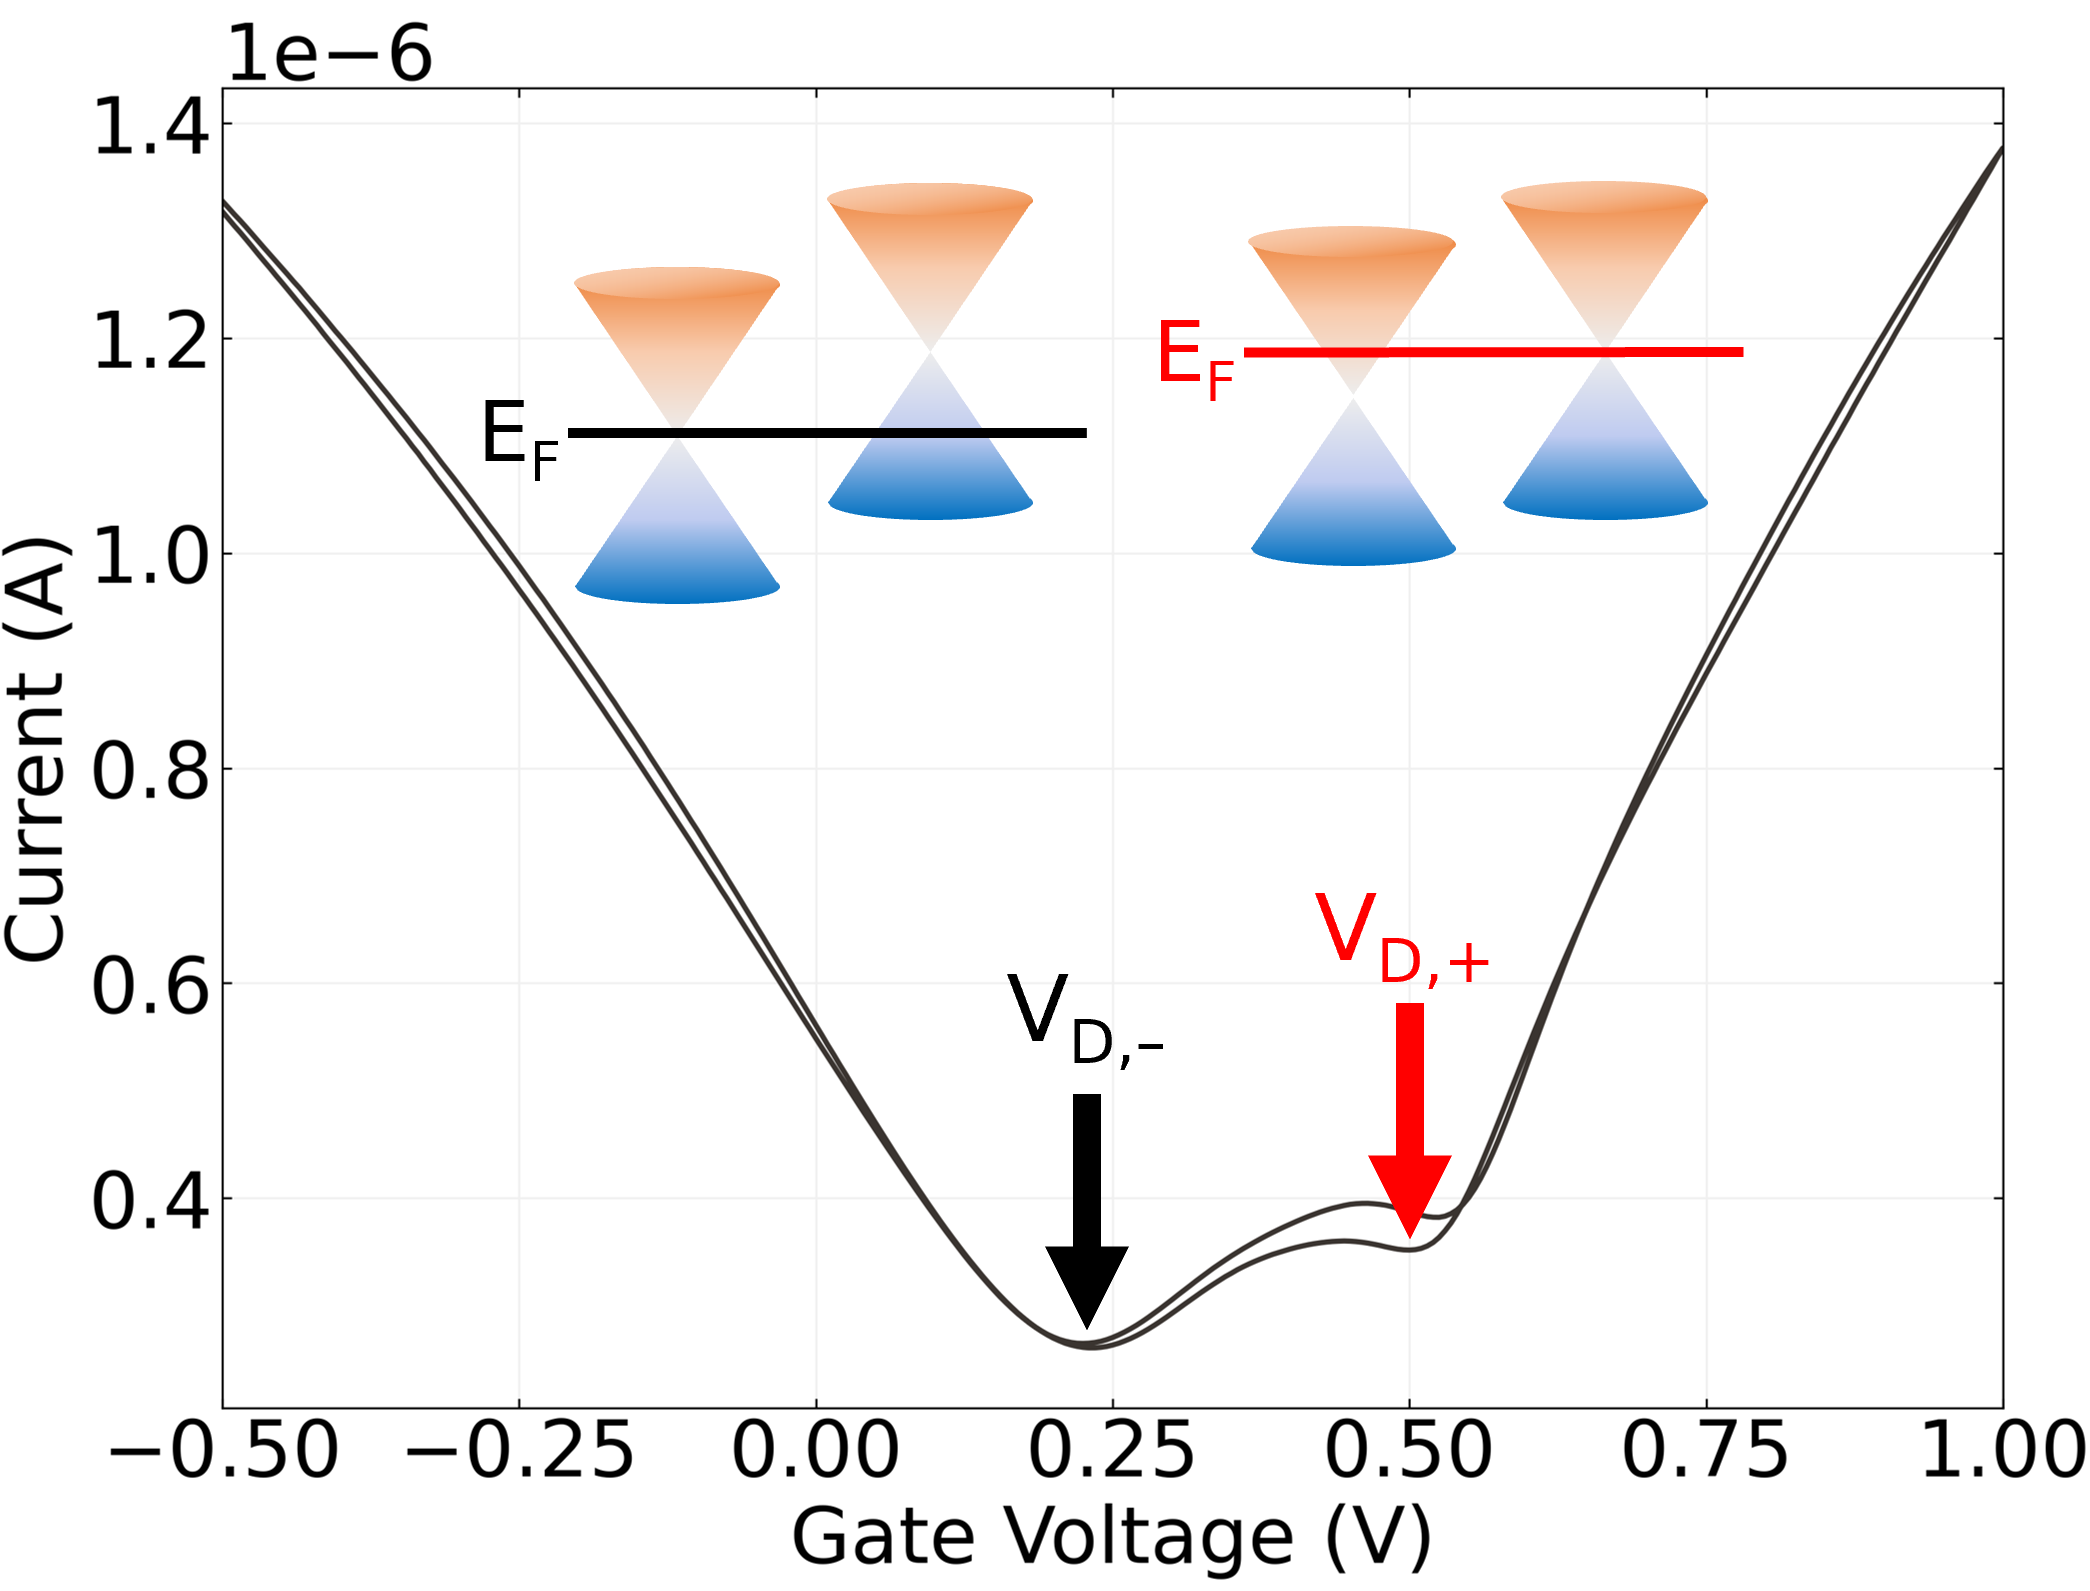 1e−6
1.4
1.2
1.0
0.8
0.6
0.4
Current (A)
E_F
E_F
V_D,-
V_D,+
−0.50 −0.25 0.00 0.25 0.50 0.75 1.00
Gate Voltage (V)